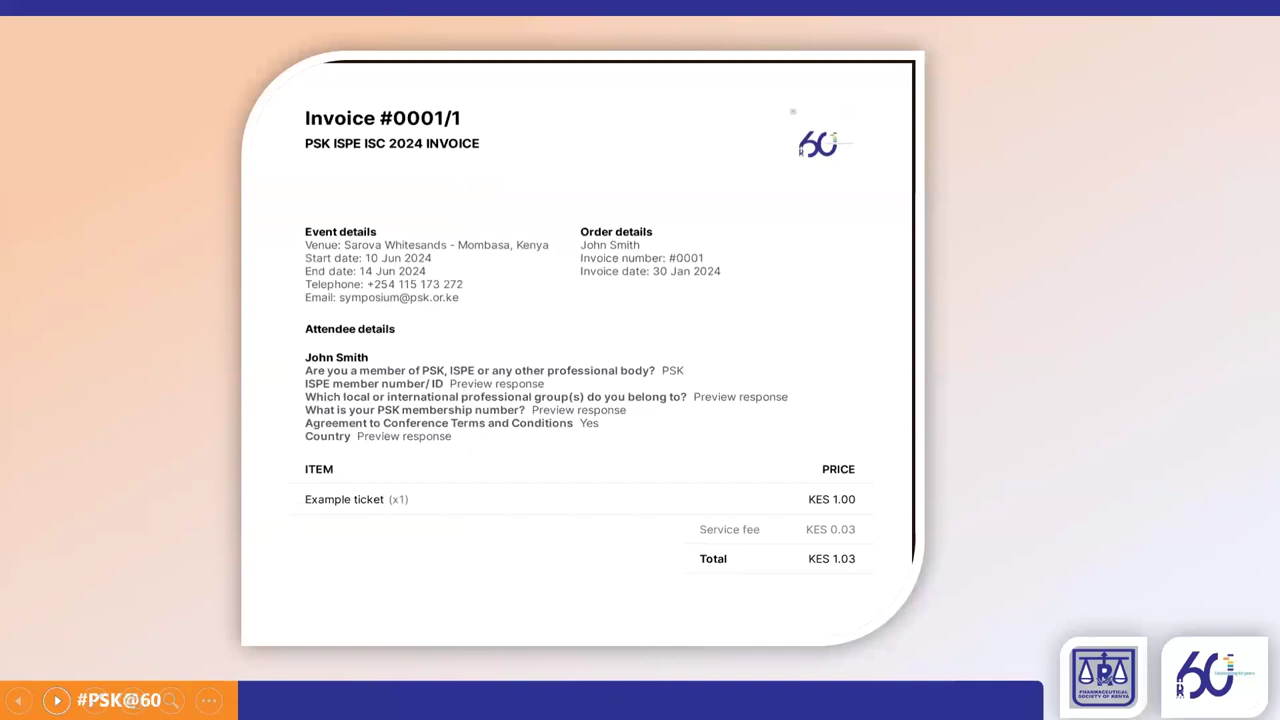 Invoice #0001/1
PSK ISPE ISC 2024 INVOICE
60
Event details
Venue: Sarova Whitesands - Mombasa, Kenya
Start date: 10 Jun 2024
End date: 14 Jun 2024
Telephone: +254 115 173 272
Email: symposium@psk.or.ke
Order details
John Smith
Invoice number: #0001
Invoice date: 30 Jan 2024
Attendee details
John Smith
Are you a member of PSK, ISPE or any other professional body? PSK
ISPE member number/ ID Preview response
Which local or international professional group(s) do you belong to? Preview response
What is your PSK membership number? Preview response
Agreement to Conference Terms and Conditions Yes
Country Preview response
ITEM PRICE
Example ticket (x1) KES 1.00
Service fee KES 0.03
Total KES 1.03
#PSK@60
PHARMACEUTICAL
SOCIETY OF KENYA
60